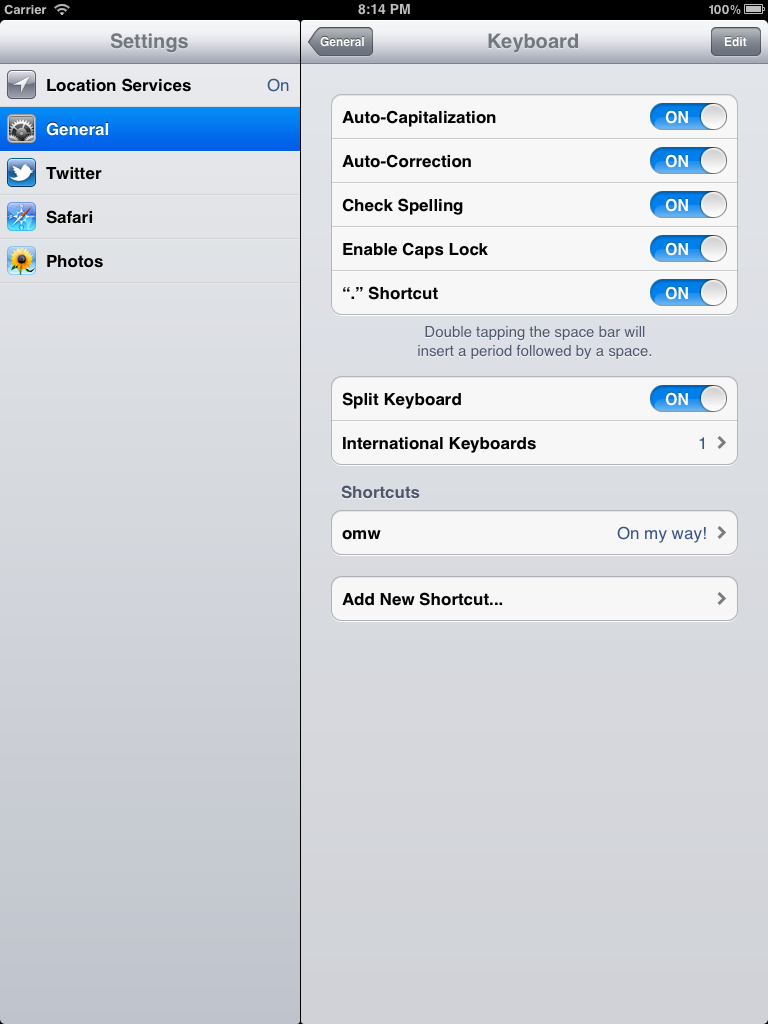 Carrier 8:14 PM 100%
Settings
Location Services On
General
Twitter
Safari
Photos
General Keyboard Edit
Auto-Capitalization ON
Auto-Correction ON
Check Spelling ON
Enable Caps Lock ON
“.” Shortcut ON
Double tapping the space bar will
insert a period followed by a space.
Split Keyboard ON
International Keyboards 1
Shortcuts
omw On my way!
Add New Shortcut...